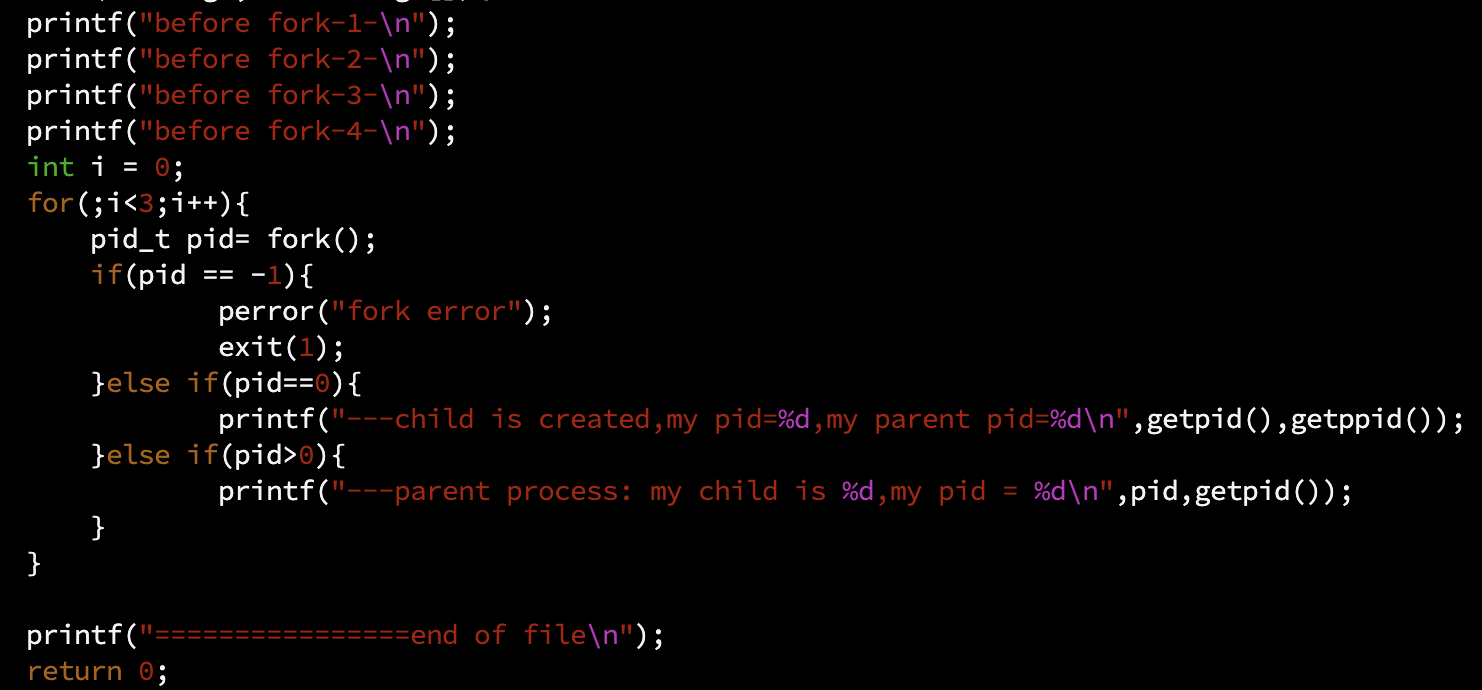 printf("before fork-1-\n");
printf("before fork-2-\n");
printf("before fork-3-\n");
printf("before fork-4-\n");
int i = 0;
for(;i<3;i++){
    pid_t pid= fork();
    if(pid == -1){
            perror("fork error");
            exit(1);
    }else if(pid==0){
            printf("---child is created,my pid=%d,my parent pid=%d\n",getpid(),getppid());
    }else if(pid>0){
            printf("---parent process: my child is %d,my pid = %d\n",pid,getpid());
    }
}
printf("================end of file\n");
return 0;